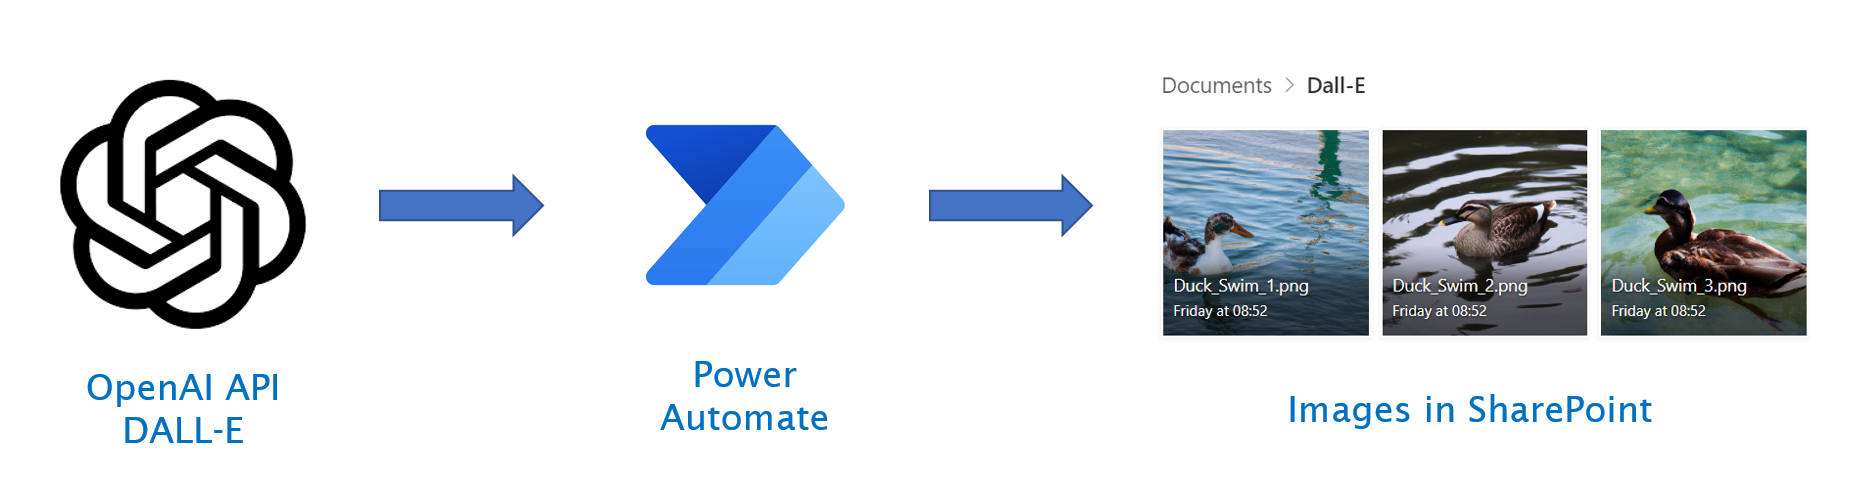 Documents > Dall-E
Duck_Swim_1.png
Friday at 08:52
Duck_Swim_2.png
Friday at 08:52
Duck_Swim_3.png
Friday at 08:52
OpenAI API
DALL-E
Power
Automate
Images in SharePoint